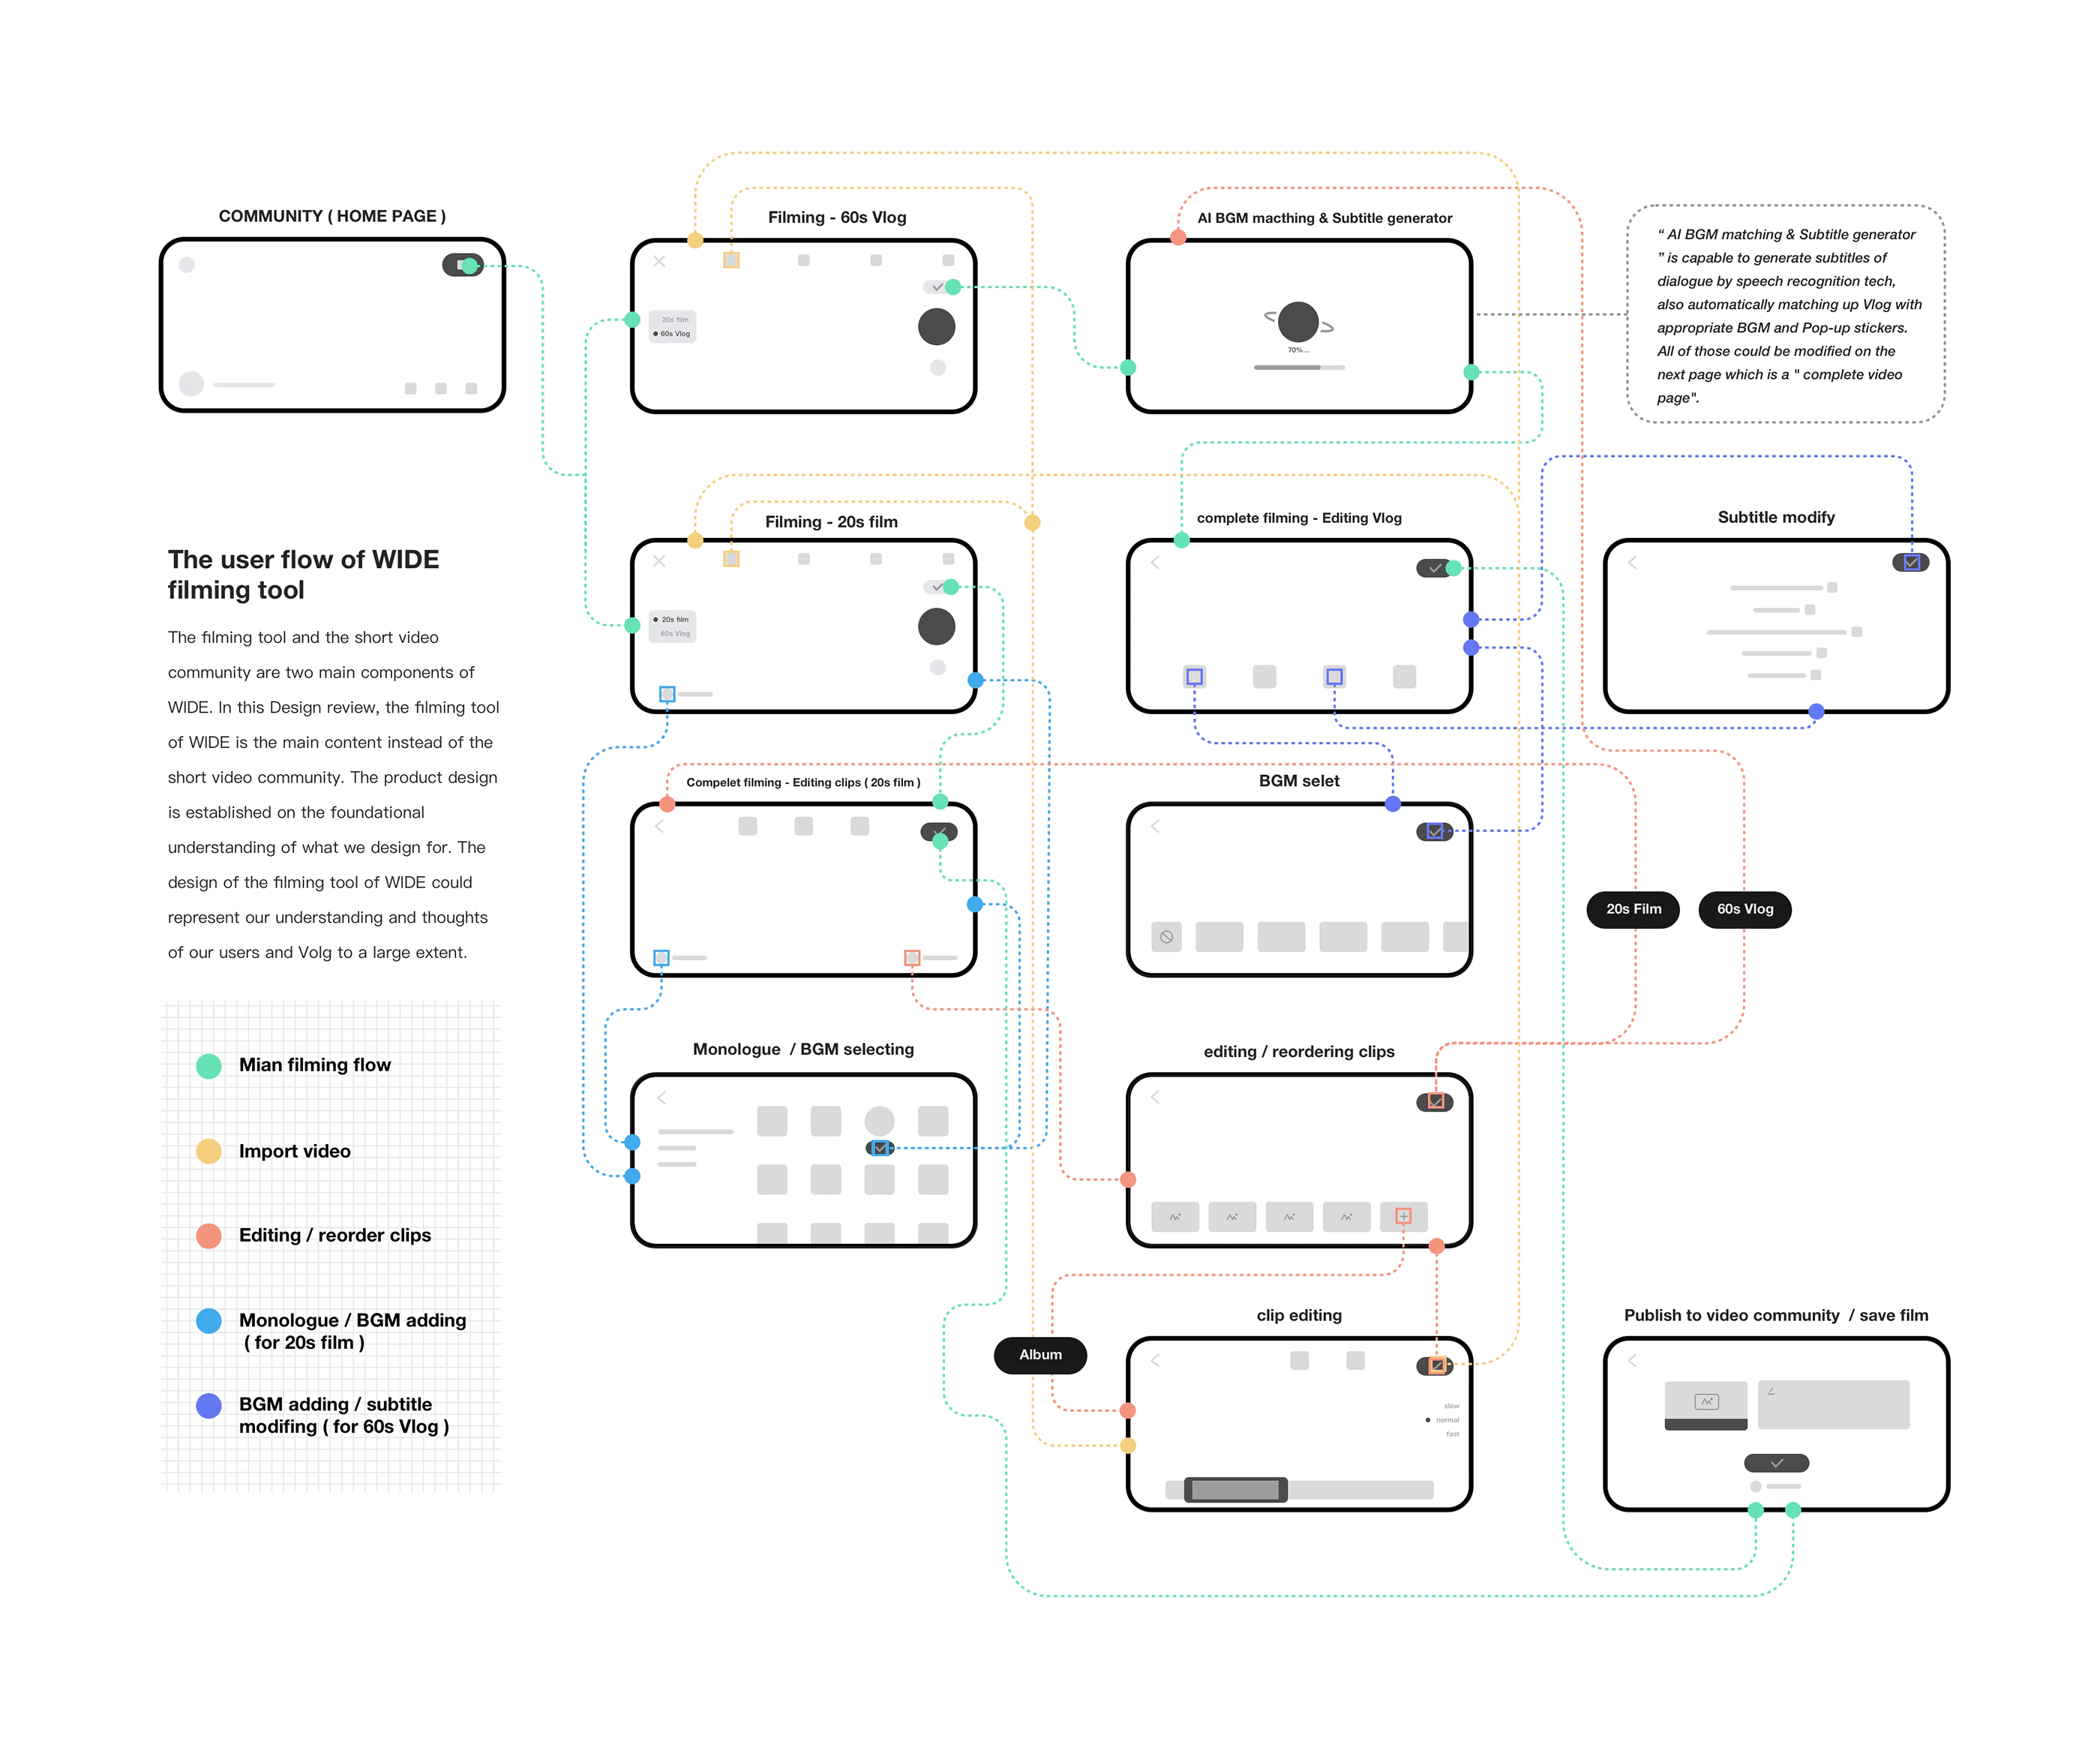 COMMUNITY ( HOME PAGE )
Filming - 60s Vlog
20s film
60s Vlog
AI BGM macthing & Subtitle generator
70%...
“ AI BGM matching & Subtitle generator
” is capable to generate subtitles of
dialogue by speech recognition tech,
also automatically matching up Vlog with
appropriate BGM and Pop-up stickers.
All of those could be modified on the
next page which is a " complete video
page".
The user flow of WIDE
filming tool
The filming tool and the short video
community are two main components of
WIDE. In this Design review, the filming tool
of WIDE is the main content instead of the
short video community. The product design
is established on the foundational
understanding of what we design for. The
design of the filming tool of WIDE could
represent our understanding and thoughts
of our users and Volg to a large extent.
Filming - 20s film
20s film
60s Vlog
complete filming - Editing Vlog
Subtitle modify
Compelet filming - Editing clips ( 20s film )
BGM selet
20s Film
60s Vlog
Monologue / BGM selecting
editing / reordering clips
Album
clip editing
slow
normal
fast
Publish to video community / save film
Mian filming flow
Import video
Editing / reorder clips
Monologue / BGM adding
( for 20s film )
BGM adding / subtitle
modifing ( for 60s Vlog )